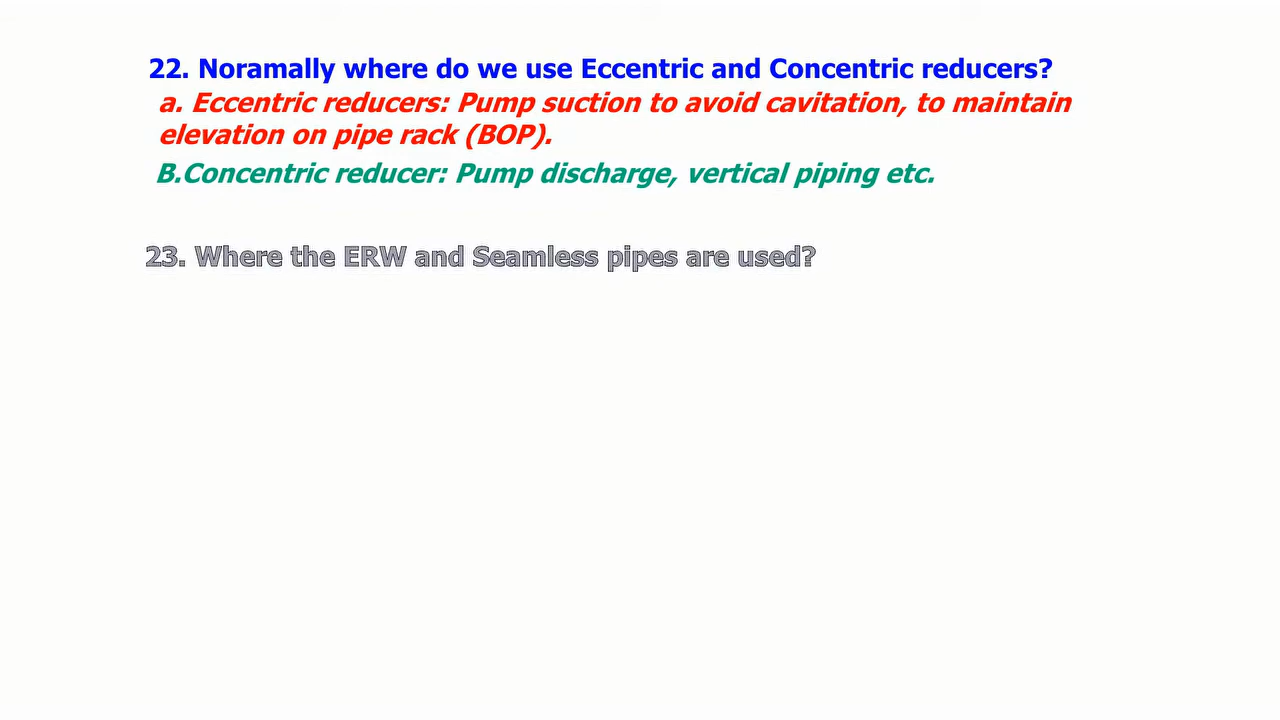 22. Noramally where do we use Eccentric and Concentric reducers?
a. Eccentric reducers: Pump suction to avoid cavitation, to maintain
elevation on pipe rack (BOP).
B.Concentric reducer: Pump discharge, vertical piping etc.
23. Where the ERW and Seamless pipes are used?